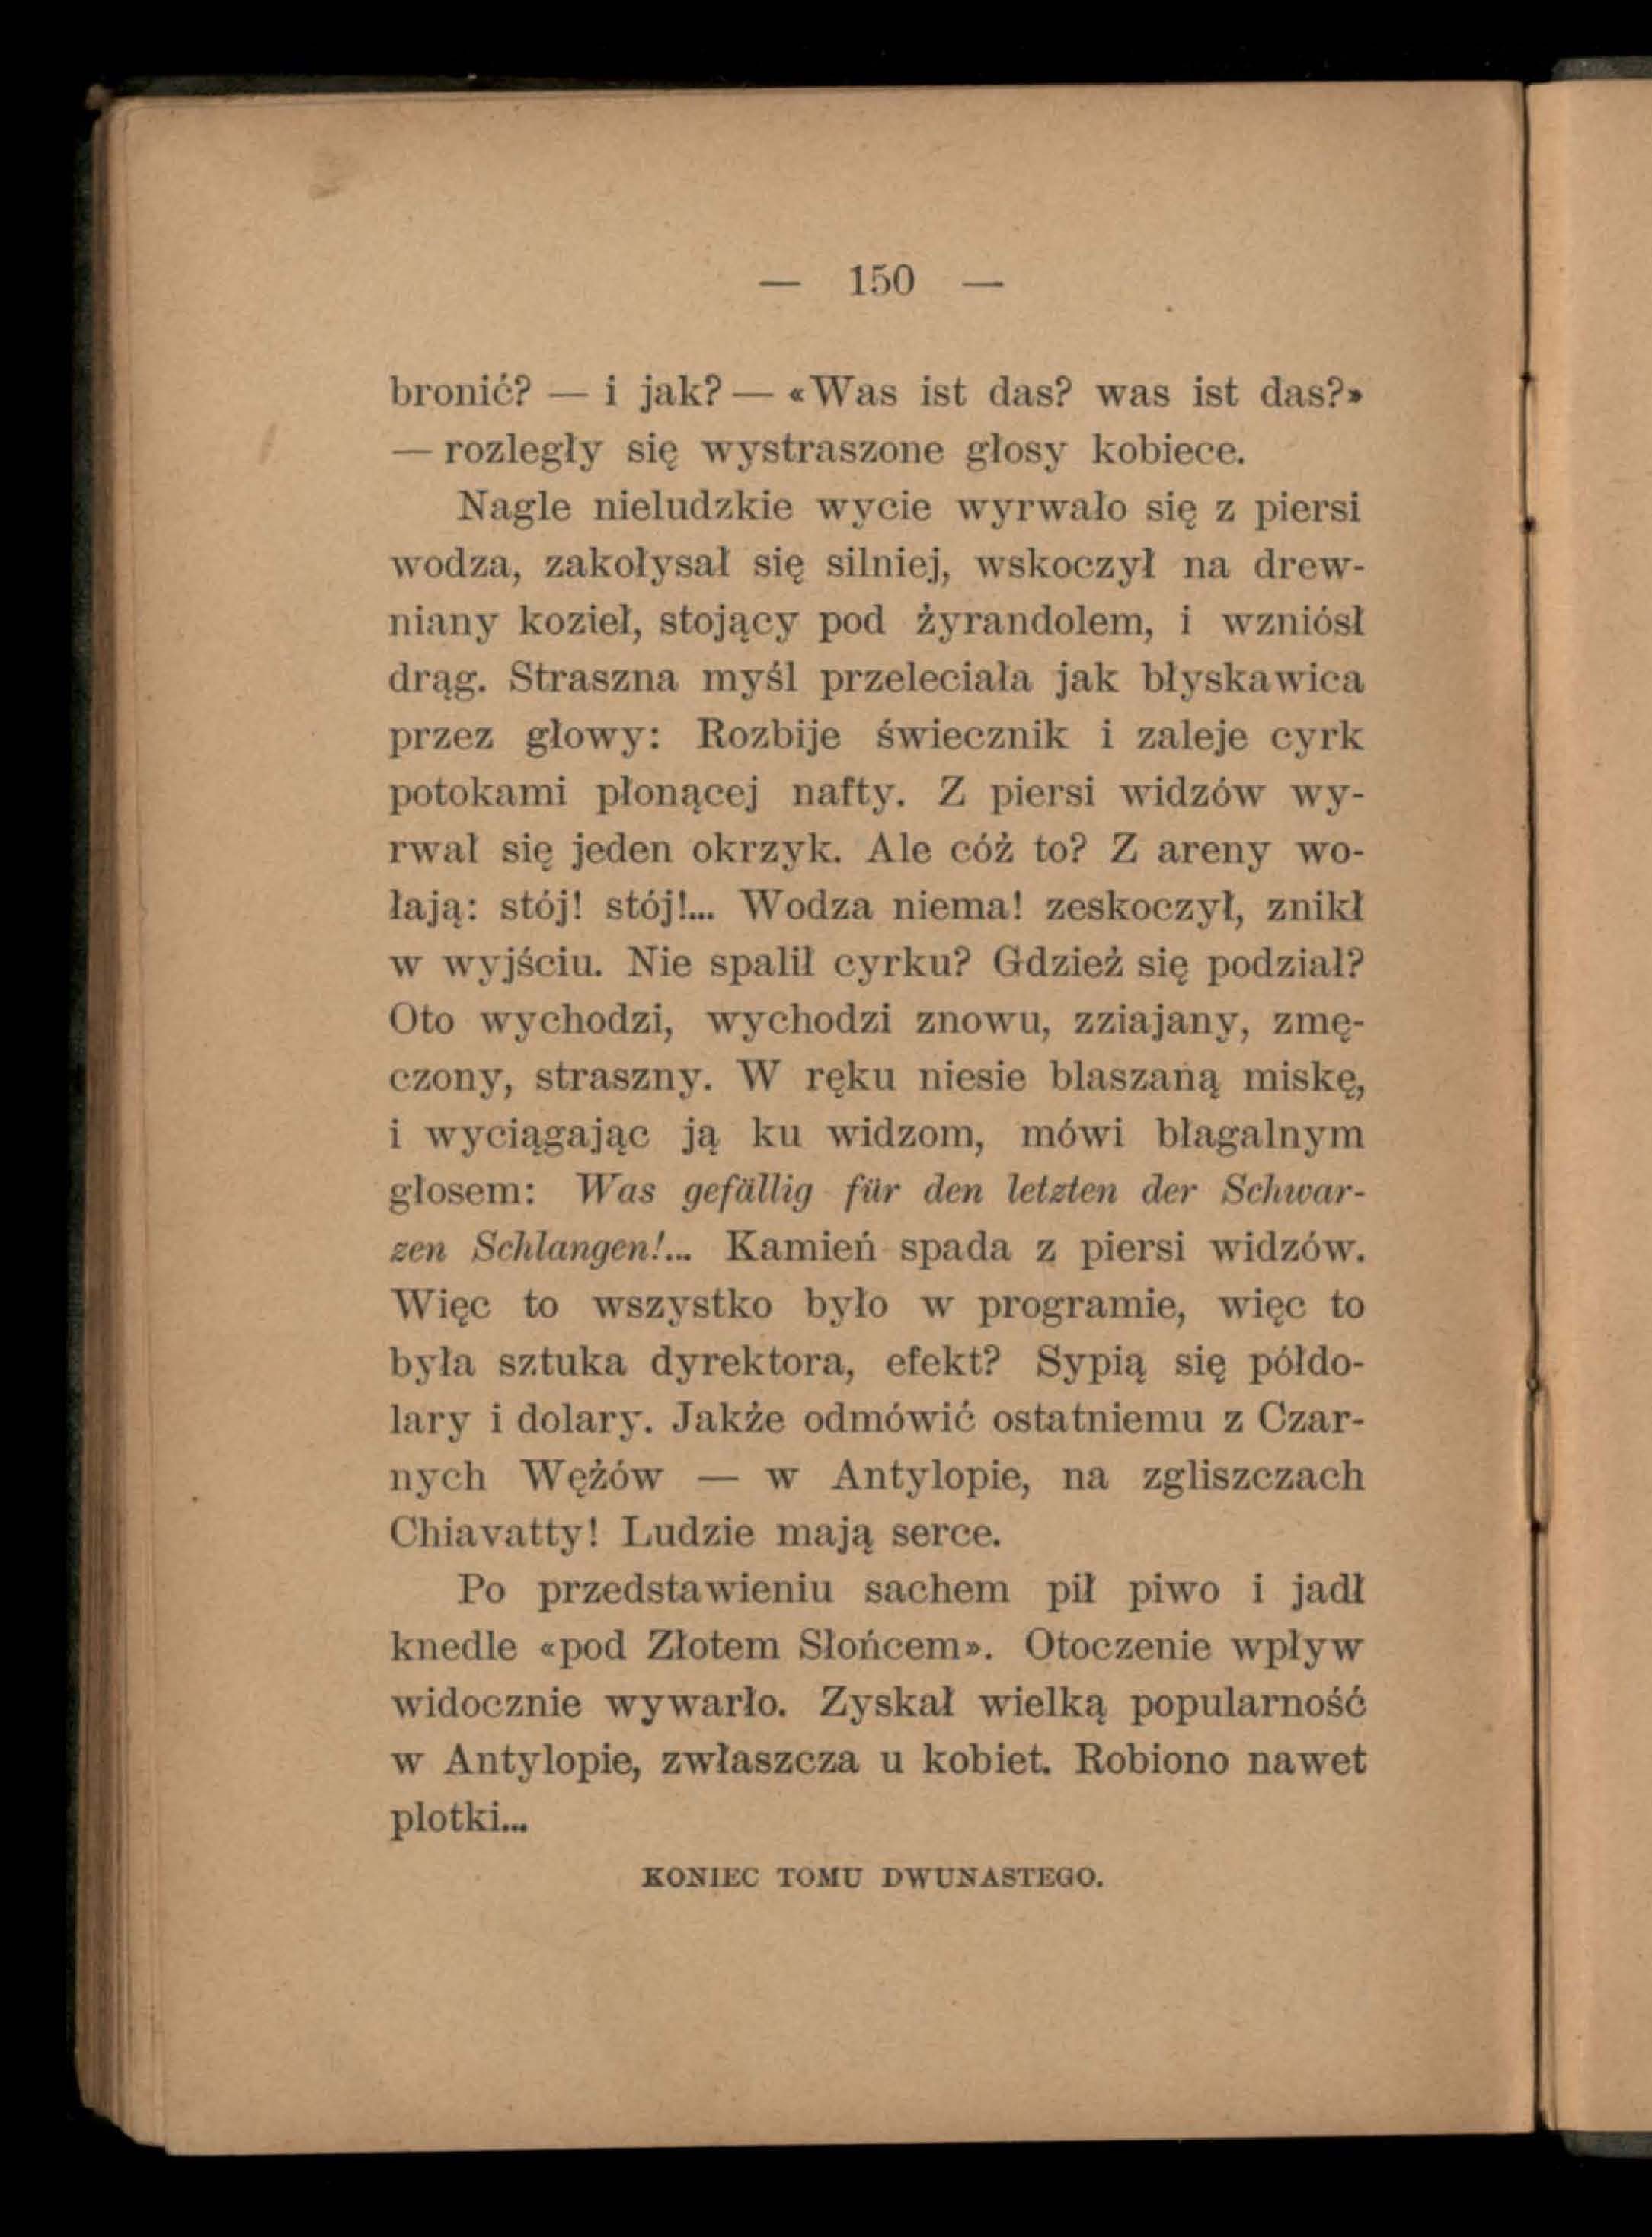 — 150 —
bronić? — i jak? — «Was ist das? was ist das?»
— rozległy się wystraszone głosy kobiece.
Nagle nieludzkie wycie wyrwało się z piersi
wodza, zakołysał się silniej, wskoczył na drew-
niany kozieł, stojący pod żyrandolem, i wzniósł
drąg. Straszna myśl przeleciała jak błyskawica
przez głowy: Rozbije świecznik i zaleje cyrk
potokami płonącej nafty. Z piersi widzów wy-
rwał się jeden okrzyk. Ale cóż to? Z areny wo-
łają: stój! stój!... Wodza niema! zeskoczył, znikł
w wyjściu. Nie spalił cyrku? Gdzież się podział?
Oto wychodzi, wychodzi znowu, zziajany, zmę-
czony, straszny. W ręku niesie blaszaną miskę,
i wyciągając ją ku widzom, mówi błagalnym
głosem: Was gefällig für den letzten der Schwar-
zen Schlangen!... Kamień spada z piersi widzów.
Więc to wszystko było w programie, więc to
była sztuka dyrektora, efekt? Sypią się półdo-
lary i dolary. Jakże odmówić ostatniemu z Czar-
nych Wężów — w Antylopie, na zgliszczach
Chiavatty! Ludzie mają serce.
Po przedstawieniu sachem pił piwo i jadł
knedle «pod Złotem Słońcem». Otoczenie wpływ
widocznie wywarło. Zyskał wielką popularność
w Antylopie, zwłaszcza u kobiet. Robiono nawet
plotki...
KONIEC TOMU DWUNASTEGO.